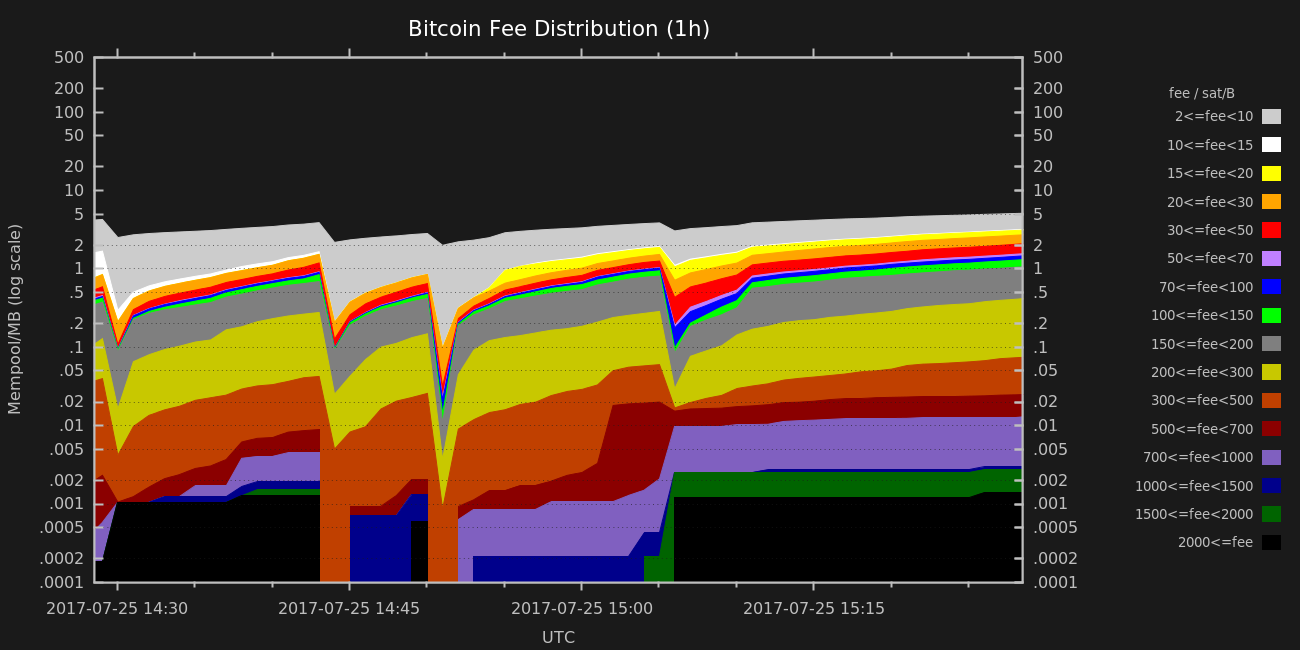 Bitcoin Fee Distribution (1h)
Mempool/MB (log scale)
500
200
100
50
20
10
5
2
1
.5
.2
.1
.05
.02
.01
.005
.002
.001
.0005
.0002
.0001
500
200
100
50
20
10
5
2
1
.5
.2
.1
.05
.02
.01
.005
.002
.001
.0005
.0002
.0001
2017-07-25 14:30
2017-07-25 14:45
2017-07-25 15:00
2017-07-25 15:15
UTC
fee / sat/B
2<=fee<10
10<=fee<15
15<=fee<20
20<=fee<30
30<=fee<50
50<=fee<70
70<=fee<100
100<=fee<150
150<=fee<200
200<=fee<300
300<=fee<500
500<=fee<700
700<=fee<1000
1000<=fee<1500
1500<=fee<2000
2000<=fee